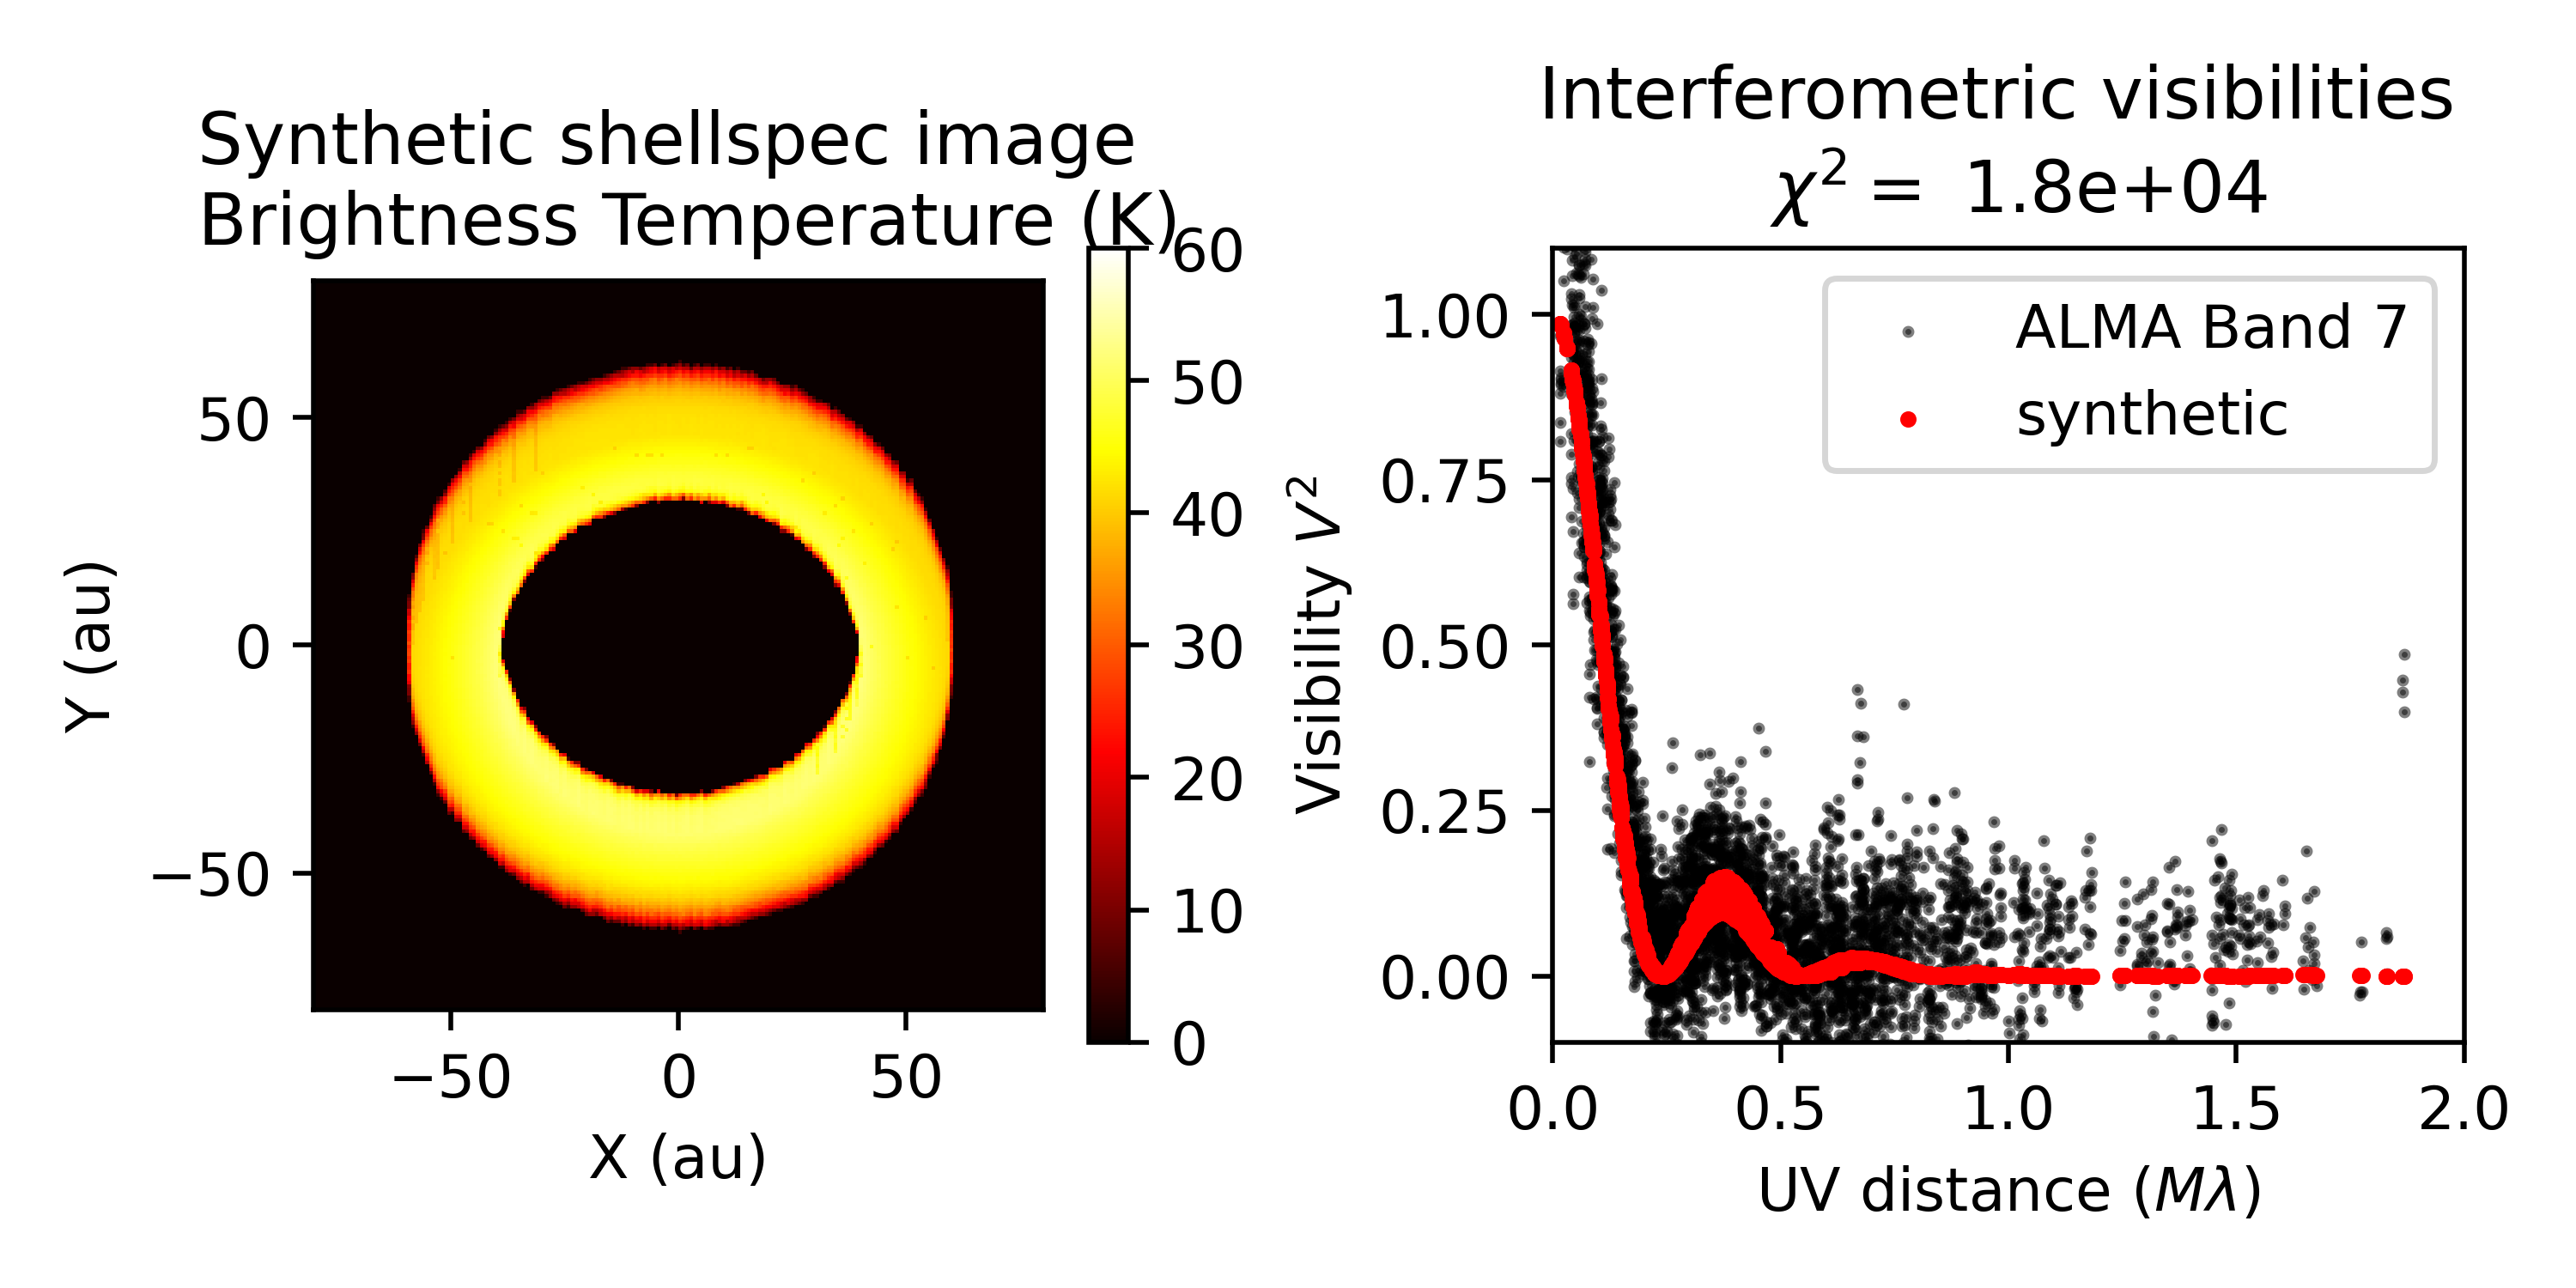 Synthetic shellspec image
Brightness Temperature (K)
60
50
40
30
20
10
0
50
0
−50
Y (au)
−50 0 50
X (au)
Interferometric visibilities
χ² = 1.8e+04
ALMA Band 7
synthetic
1.00
0.75
0.50
0.25
0.00
Visibility V²
0.0 0.5 1.0 1.5 2.0
UV distance (Mλ)